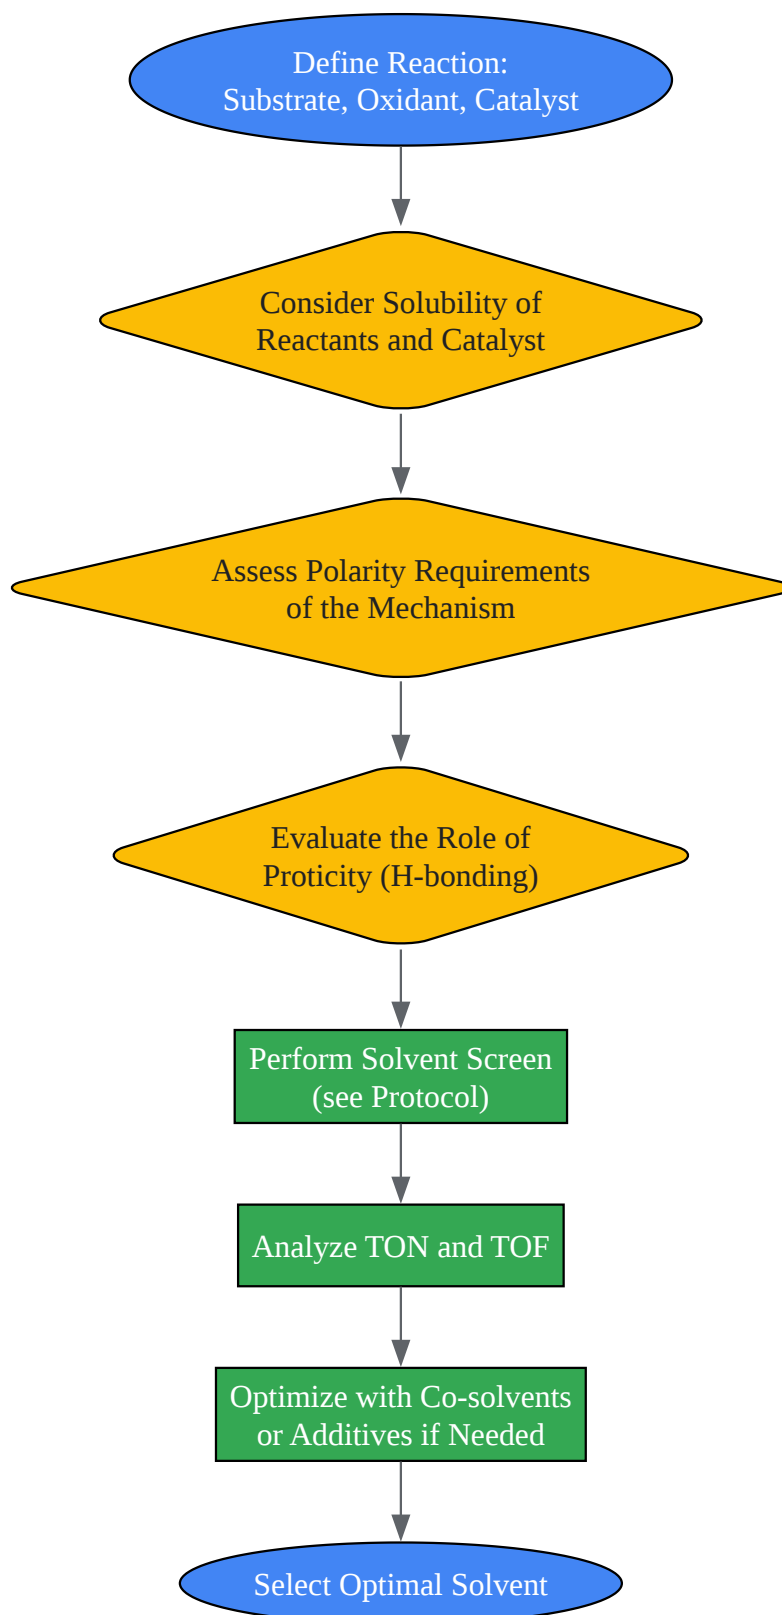 Define Reaction:
Substrate, Oxidant, Catalyst
Consider Solubility of
Reactants and Catalyst
Assess Polarity Requirements
of the Mechanism
Evaluate the Role of
Proticity (H-bonding)
Perform Solvent Screen
(see Protocol)
Analyze TON and TOF
Optimize with Co-solvents
or Additives if Needed
Select Optimal Solvent